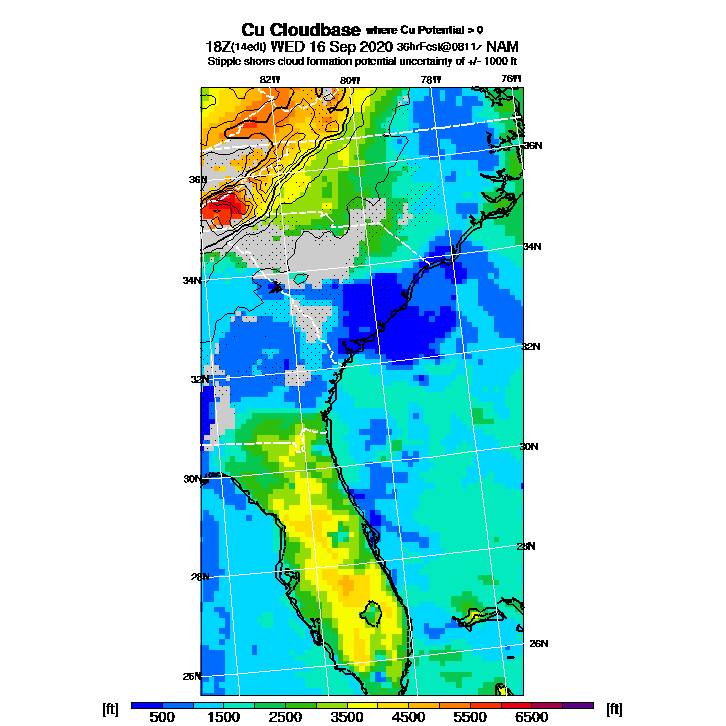 Cu Cloudbase where Cu Potential > 0
18Z(14edt) WED 16 Sep 2020 NAM
Stipple shows cloud formation potential uncertainty of +/- 1000 ft
82W 80W 78W 76W
36N
36N
34N
34N
32N
32N
30N
30N
28N
28N
26N
26N
[ft] 500 1500 2500 3500 4500 5500 6500 [ft]